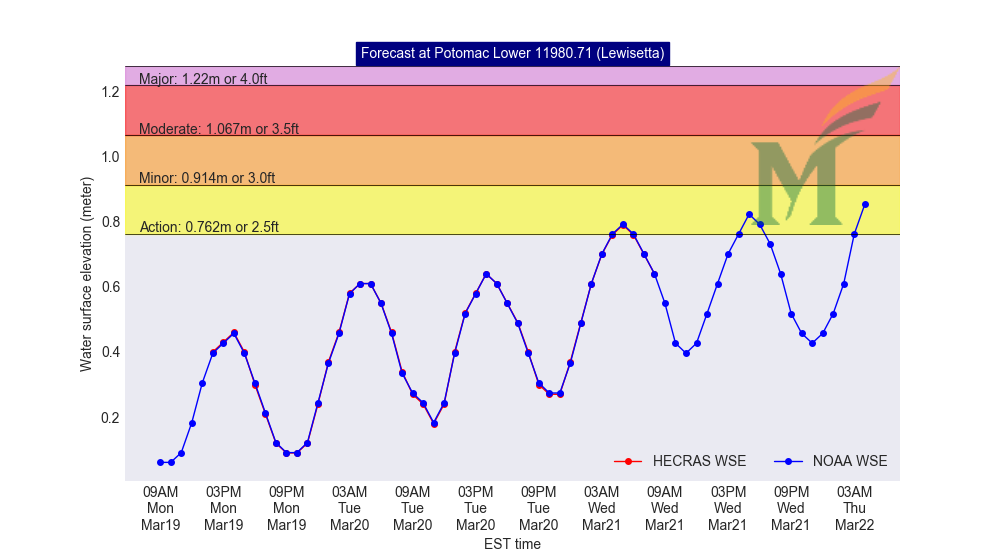 Forecast at Potomac Lower 11980.71 (Lewisetta)
Major: 1.22m or 4.0ft
Moderate: 1.067m or 3.5ft
Minor: 0.914m or 3.0ft
Action: 0.762m or 2.5ft
1.2
1.0
0.8
0.6
0.4
0.2
Water surface elevation (meter)
M
HECRAS WSE
NOAA WSE
09AM 03PM 09PM 03AM 09AM 03PM 09PM 03AM 09AM 03PM 09PM 03AM
Mon Mon Mon Tue Tue Tue Tue Wed Wed Wed Wed Thu
Mar19 Mar19 Mar19 Mar20 Mar20 Mar20 Mar20 Mar21 Mar21 Mar21 Mar21 Mar22
EST time